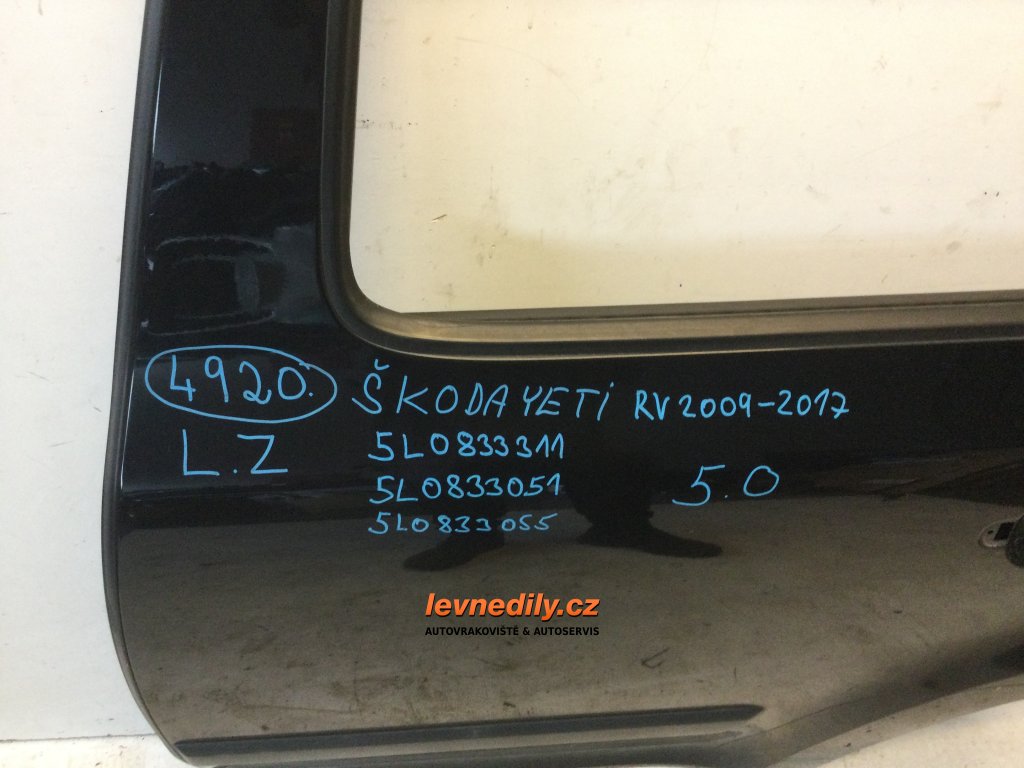 4920.
L.Z
ŠKODA YETI RV 2009-2017
5L0833311
5L0833051
5L0833055
5.0
levnedily.cz
AUTOVRAKOVIŠTĚ & AUTOSERVIS